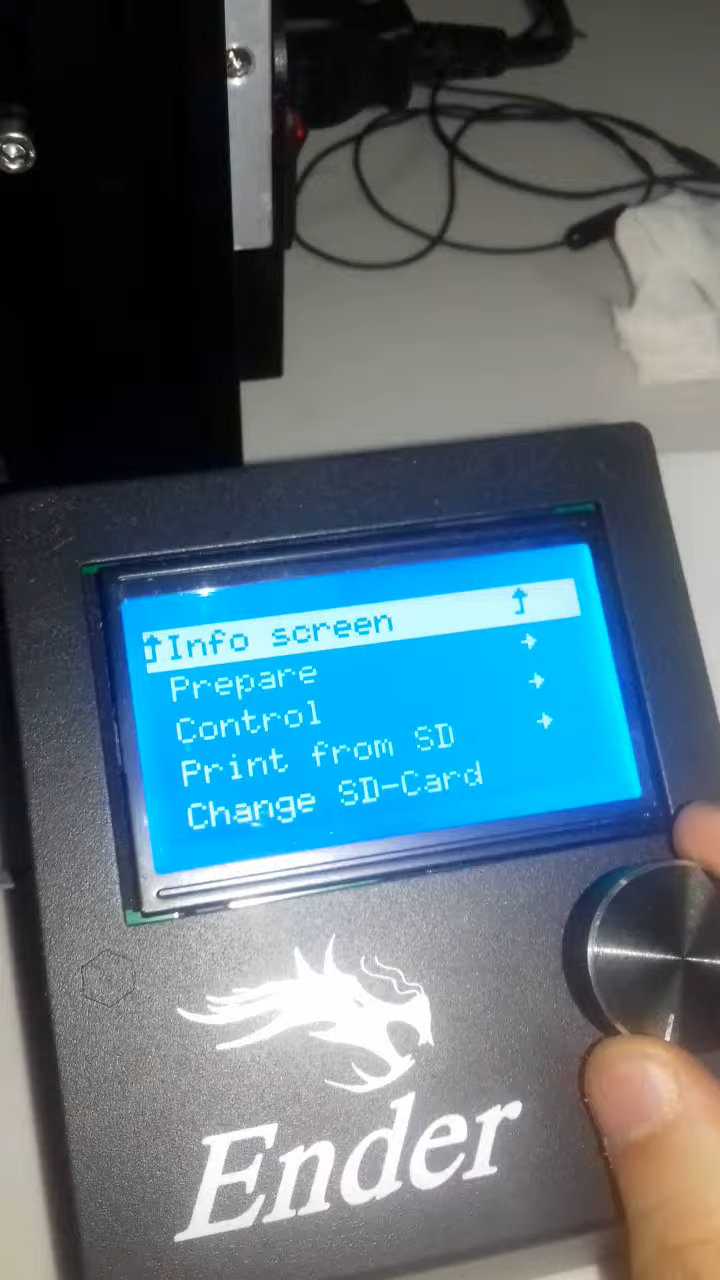 Info screen
Prepare
Control
Print from SD
Change SD-Card
Ender